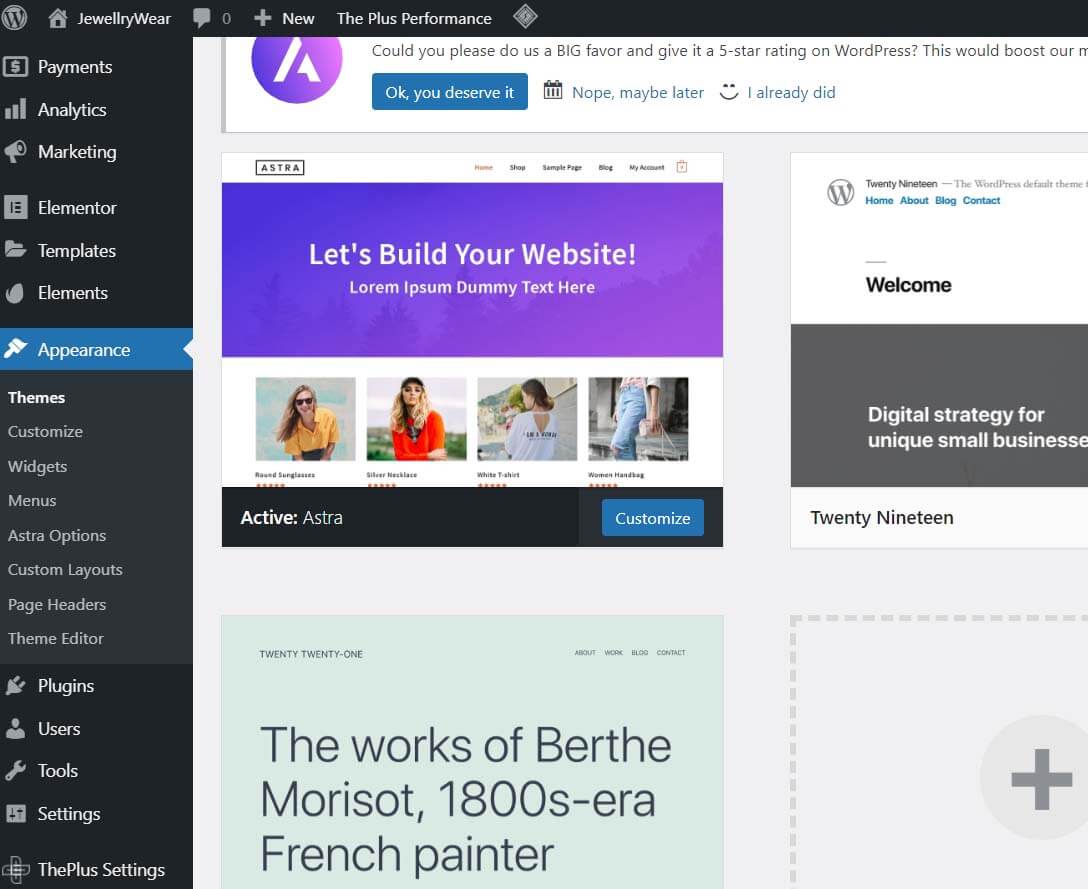 JewellryWear 0 New The Plus Performance
Payments
Analytics
Marketing
Elementor
Templates
Elements
Appearance
Themes
Customize
Widgets
Menus
Astra Options
Custom Layouts
Page Headers
Theme Editor
Plugins
Users
Tools
Settings
ThePlus Settings
Could you please do us a BIG favor and give it a 5-star rating on WordPress? This would boost our
Ok, you deserve it Nope, maybe later I already did
ASTRA Home Shop Sample Page Blog My Account
Let's Build Your Website!
Lorem Ipsum Dummy Text Here
Round Sunglasses Silver Necklace White T-shirt Women Handbag
Active: Astra Customize
Twenty Nineteen — The WordPress default theme
Home About Blog Contact
Welcome
Digital strategy for
unique small businesse
Twenty Nineteen
TWENTY TWENTY-ONE ABOUT WORK BLOG CONTACT
The works of Berthe
Morisot, 1800s-era
French painter